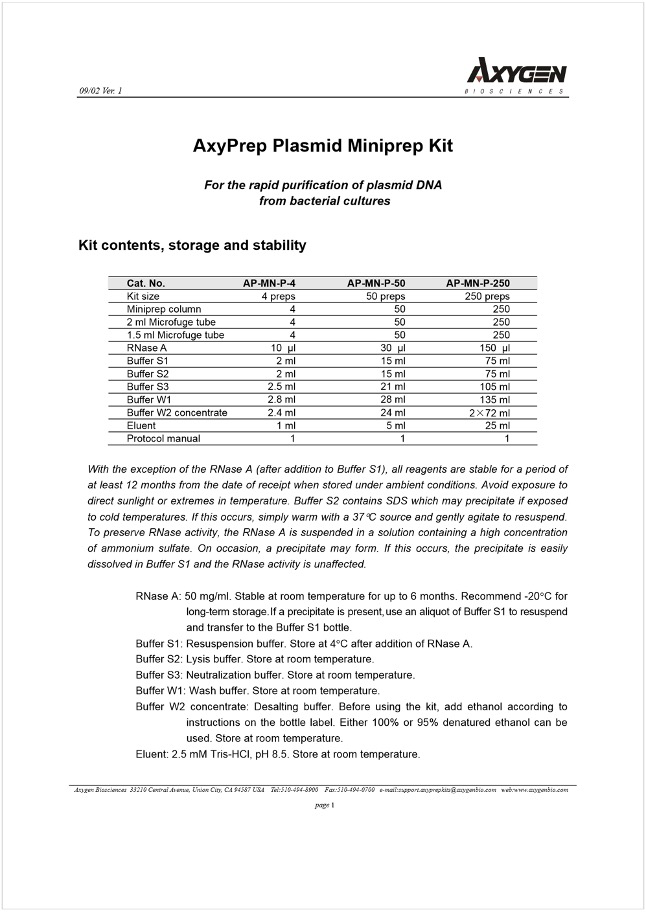 AXYGEN
BIOSCIENCES
09/02 Ver. 1
AxyPrep Plasmid Miniprep Kit
For the rapid purification of plasmid DNA
from bacterial cultures
Kit contents, storage and stability
Cat. No. AP-MN-P-4 AP-MN-P-50 AP-MN-P-250
Kit size 4 preps 50 preps 250 preps
Miniprep column 4 50 250
2 ml Microfuge tube 4 50 250
1.5 ml Microfuge tube 4 50 250
RNase A 10 µl 30 µl 150 µl
Buffer S1 2 ml 15 ml 75 ml
Buffer S2 2 ml 15 ml 75 ml
Buffer S3 2.5 ml 21 ml 105 ml
Buffer W1 2.8 ml 28 ml 135 ml
Buffer W2 concentrate 2.4 ml 24 ml 2×72 ml
Eluent 1 ml 5 ml 25 ml
Protocol manual 1 1 1
With the exception of the RNase A (after addition to Buffer S1), all reagents are stable for a period of
at least 12 months from the date of receipt when stored under ambient conditions. Avoid exposure to
direct sunlight or extremes in temperature. Buffer S2 contains SDS which may precipitate if exposed
to cold temperatures. If this occurs, simply warm with a 37°C source and gently agitate to resuspend.
To preserve RNase activity, the RNase A is suspended in a solution containing a high concentration
of ammonium sulfate. On occasion, a precipitate may form. If this occurs, the precipitate is easily
dissolved in Buffer S1 and the RNase activity is unaffected.
RNase A: 50 mg/ml. Stable at room temperature for up to 6 months. Recommend -20°C for
long-term storage.If a precipitate is present,use an aliquot of Buffer S1 to resuspend
and transfer to the Buffer S1 bottle.
Buffer S1: Resuspension buffer. Store at 4°C after addition of RNase A.
Buffer S2: Lysis buffer. Store at room temperature.
Buffer S3: Neutralization buffer. Store at room temperature.
Buffer W1: Wash buffer. Store at room temperature.
Buffer W2 concentrate: Desalting buffer. Before using the kit, add ethanol according to
instructions on the bottle label. Either 100% or 95% denatured ethanol can be
used. Store at room temperature.
Eluent: 2.5 mM Tris-HCl, pH 8.5. Store at room temperature.
Axygen Biosciences 33210 Central Avenue, Union City, CA 94587 USA Tel:510-494-8900 Fax:510-494-0700 e-mail:support.axyprepkits@axygenbio.com web:www.axygenbio.com
page 1